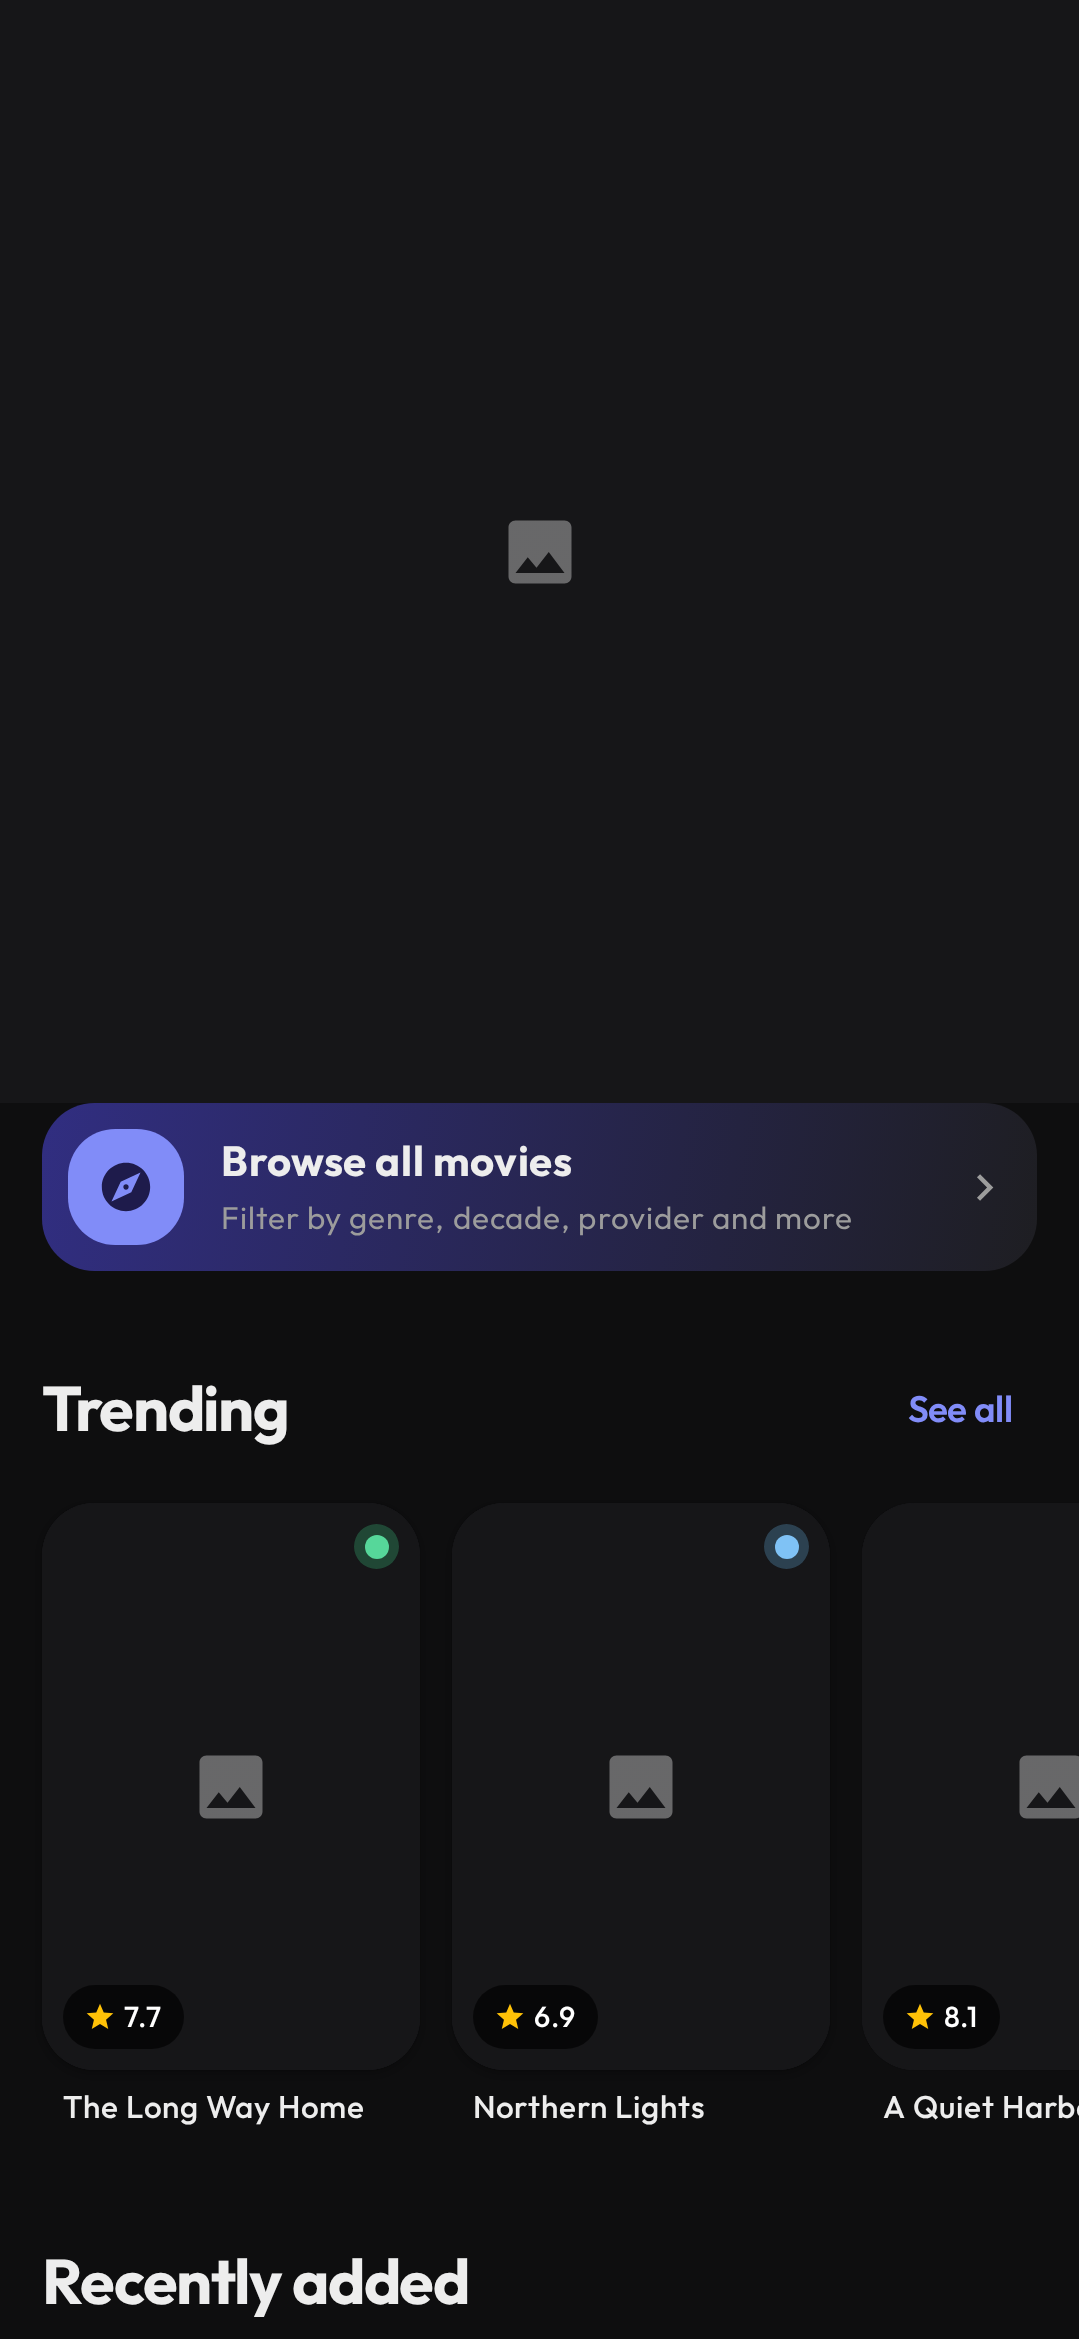 Browse all movies
Filter by genre, decade, provider and more
Trending
See all
7.7
6.9
8.1
The Long Way Home
Northern Lights
A Quiet
Recently added